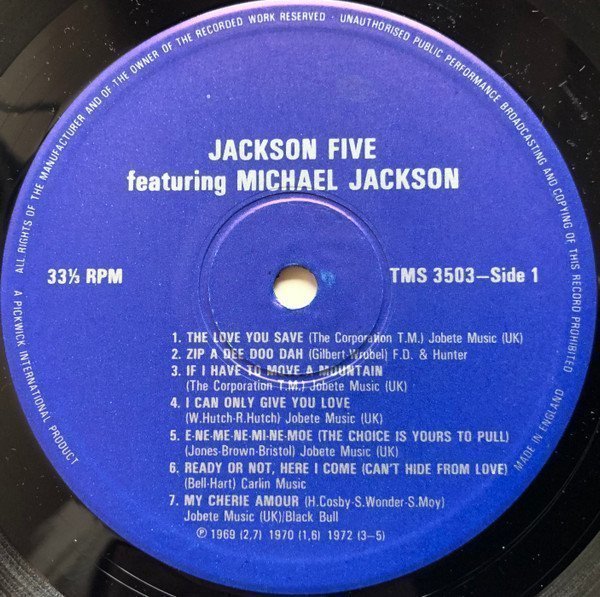 ALL RIGHTS OF THE MANUFACTURER AND OF THE OWNER OF THE RECORDED WORK RESERVED · UNAUTHORISED PUBLIC PERFORMANCE BROADCASTING AND COPYING OF THIS RECORD PROHIBITED
JACKSON FIVE
featuring MICHAEL JACKSON
33⅓ RPM
TMS 3503–Side 1
1. THE LOVE YOU SAVE (The Corporation T.M.) Jobete Music (UK)
2. ZIP A DEE DOO DAH (Gilbert-Wrubel) F.D. & Hunter
3. IF I HAVE TO MOVE A MOUNTAIN
(The Corporation T.M.) Jobete Music (UK)
4. I CAN ONLY GIVE YOU LOVE
(W.Hutch-R.Hutch) Jobete Music (UK)
5. E-NE-ME-NE-MI-NE-MOE (THE CHOICE IS YOURS TO PULL)
(Jones-Brown-Bristol) Jobete Music (UK)
6. READY OR NOT, HERE I COME (CAN'T HIDE FROM LOVE)
(Bell-Hart) Carlin Music
7. MY CHERIE AMOUR (H.Cosby-S.Wonder-S.Moy)
Jobete Music (UK)/Black Bull
℗ 1969 (2,7) 1970 (1,6) 1972 (3–5)
A PICKWICK INTERNATIONAL PRODUCT
MADE IN ENGLAND